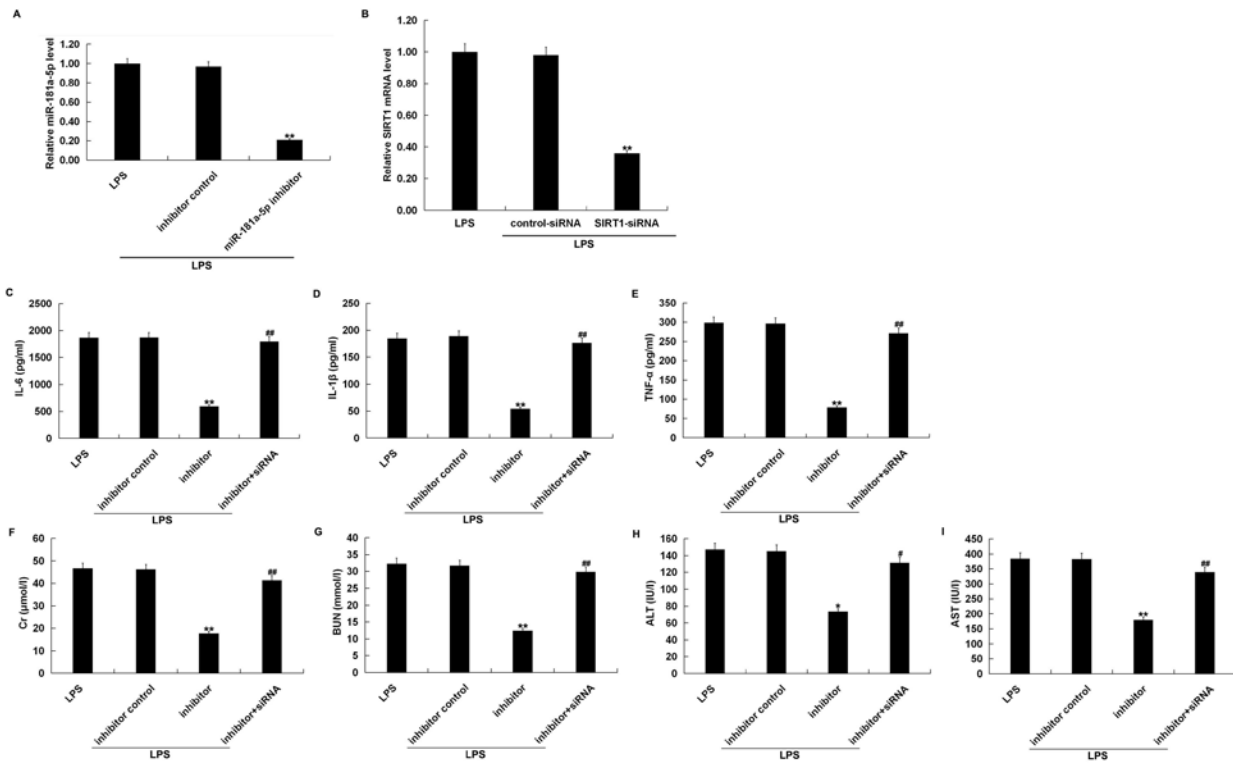 A
Relative miR-181a-5p level
1.20
1.00
0.80
0.60
0.40
0.20
0.00
**
LPS
inhibitor control
miR-181a-5p inhibitor
LPS
B
Relative SIRT1 mRNA level
1.20
1.00
0.80
0.60
0.40
0.20
0.00
**
LPS
control-siRNA
SIRT1-siRNA
LPS
C
IL-6 (pg/ml)
2500
2000
1500
1000
500
0
**
##
LPS
inhibitor control
inhibitor
inhibitor+siRNA
LPS
D
IL-1β (pg/ml)
250
200
150
100
50
0
**
##
LPS
inhibitor control
inhibitor
inhibitor+siRNA
LPS
E
TNF-α (pg/ml)
350
300
250
200
150
100
50
0
**
##
LPS
inhibitor control
inhibitor
inhibitor+siRNA
LPS
F
Cr (μmol/l)
60
50
40
30
20
10
0
**
##
LPS
inhibitor control
inhibitor
inhibitor+siRNA
LPS
G
BUN (mmol/l)
40
35
30
25
20
15
10
5
0
**
##
LPS
inhibitor control
inhibitor
inhibitor+siRNA
LPS
H
ALT (IU/l)
160
140
120
100
80
60
40
20
0
*
#
LPS
inhibitor control
inhibitor
inhibitor+siRNA
LPS
I
AST (IU/l)
450
400
350
300
250
200
150
100
50
0
**
##
LPS
inhibitor control
inhibitor
inhibitor+siRNA
LPS